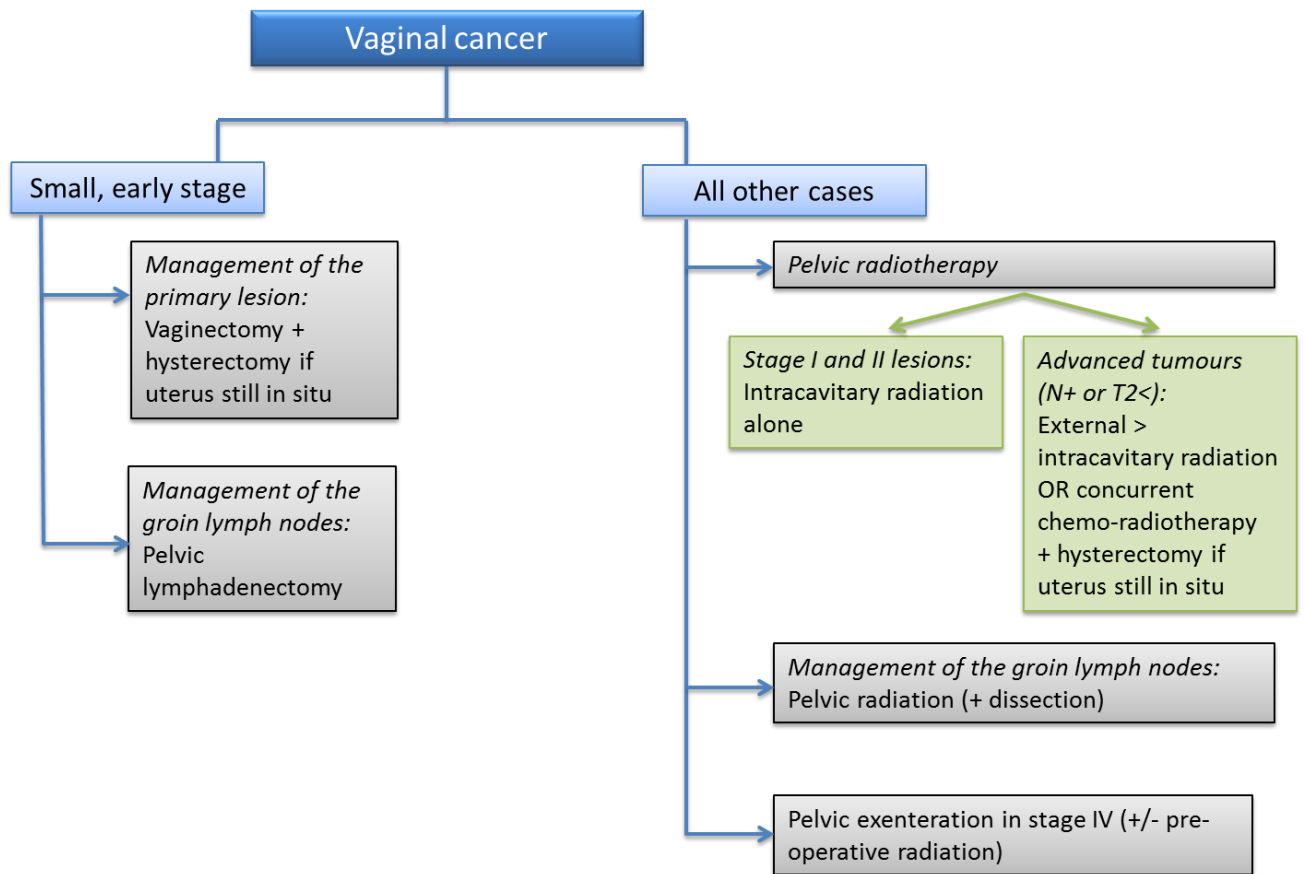 Vaginal cancer
Small, early stage
Management of the
primary lesion:
Vaginectomy +
hysterectomy if
uterus still in situ
Management of the
groin lymph nodes:
Pelvic
lymphadenectomy
All other cases
Pelvic radiotherapy
Stage I and II lesions:
Intracavitary radiation
alone
Advanced tumours
(N+ or T2<):
External >
intracavitary radiation
OR concurrent
chemo-radiotherapy
+ hysterectomy if
uterus still in situ
Management of the groin lymph nodes:
Pelvic radiation (+ dissection)
Pelvic exenteration in stage IV (+/- pre-
operative radiation)